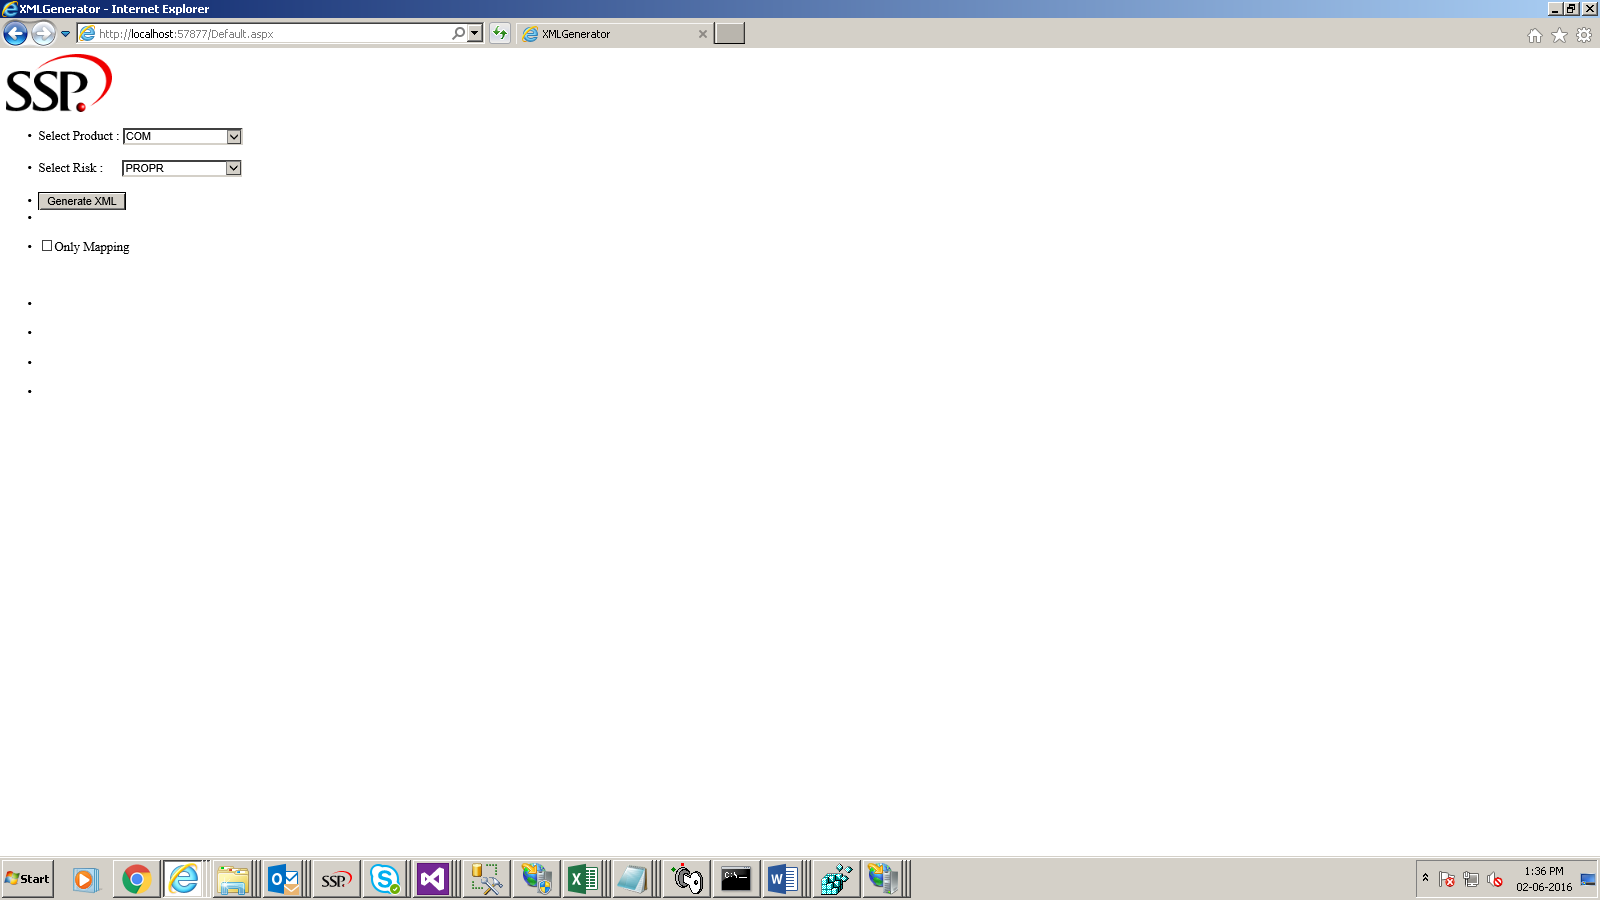 XMLGenerator - Internet Explorer
http://localhost:57877/Default.aspx
XMLGenerator
SSP
Select Product : COM
Select Risk : PROPR
Generate XML
Only Mapping
Start
SSP
C:\
1:36 PM
02-06-2016